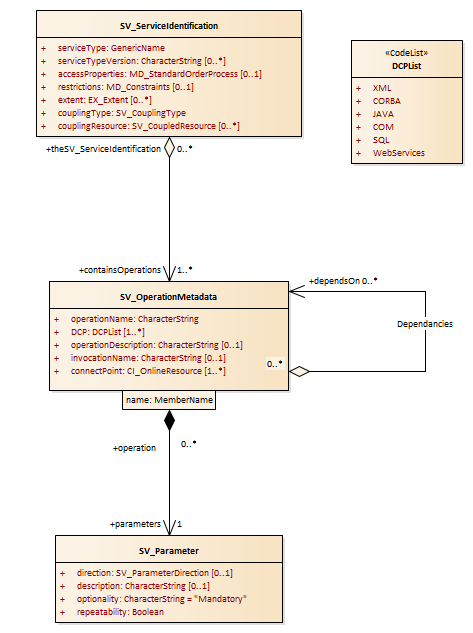 SV_ServiceIdentification
+ serviceType: GenericName
+ serviceTypeVersion: CharacterString [0..*]
+ accessProperties: MD_StandardOrderProcess [0..1]
+ restrictions: MD_Constraints [0..1]
+ extent: EX_Extent [0..*]
+ couplingType: SV_CouplingType
+ couplingResource: SV_CoupledResource [0..*]
«CodeList»
DCPList
+ XML
+ CORBA
+ JAVA
+ COM
+ SQL
+ WebServices
+theSV_ServiceIdentification 0..*
+containsOperations 1..*
SV_OperationMetadata
+ operationName: CharacterString
+ DCP: DCPList [1..*]
+ operationDescription: CharacterString [0..1]
+ invocationName: CharacterString [0..1]
+ connectPoint: CI_OnlineResource [1..*]
+dependsOn 0..*
Dependancies
0..*
name: MemberName
+operation 0..*
+parameters 1
SV_Parameter
+ direction: SV_ParameterDirection [0..1]
+ description: CharacterString [0..1]
+ optionality: CharacterString = "Mandatory"
+ repeatability: Boolean